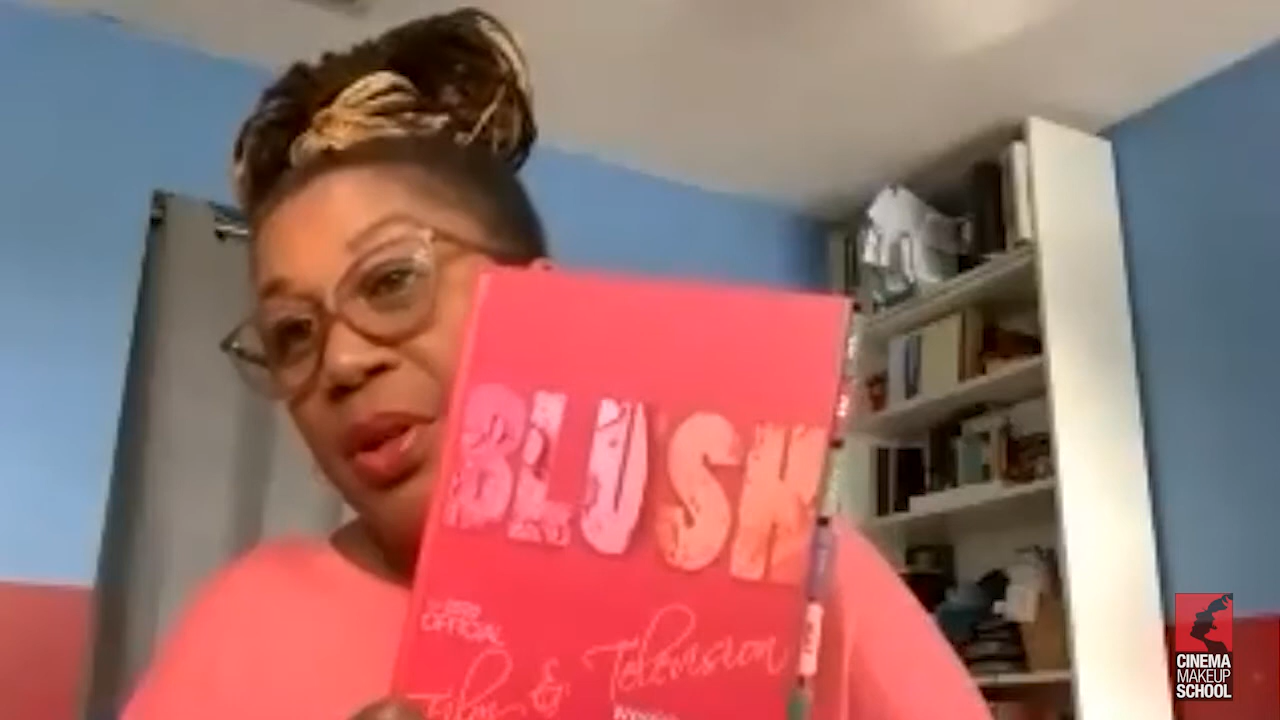 BLUSH
OFFICIAL
Film & Television
CINEMA
MAKEUP
SCHOOL